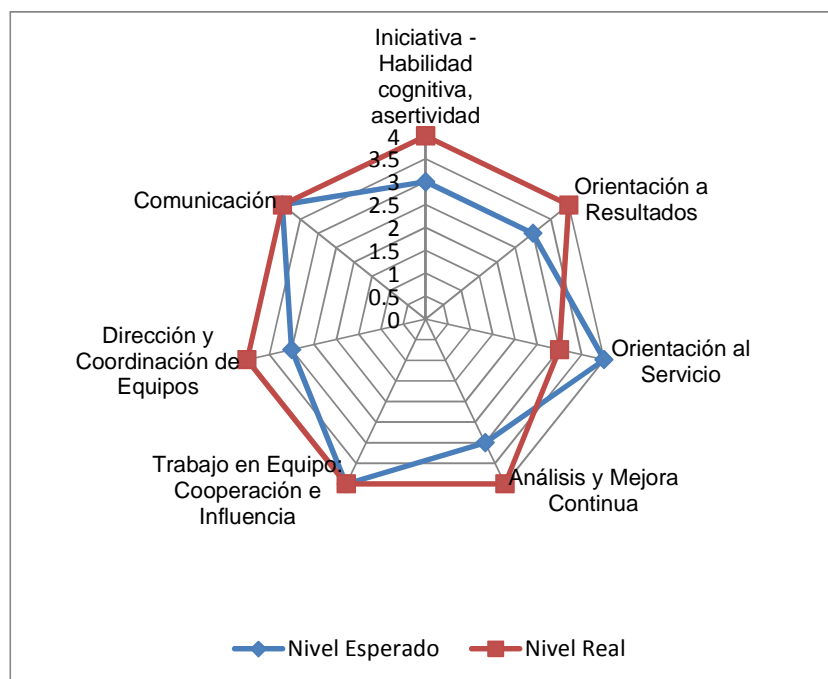 Iniciativa -
Habilidad
cognitiva,
asertividad
4
3.5
3
2.5
2
1.5
1
0.5
0
Orientación a
Resultados
Orientación al
Servicio
Análisis y Mejora
Continua
Trabajo en Equipo:
Cooperación e
Influencia
Dirección y
Coordinación de
Equipos
Comunicación
Nivel Esperado
Nivel Real